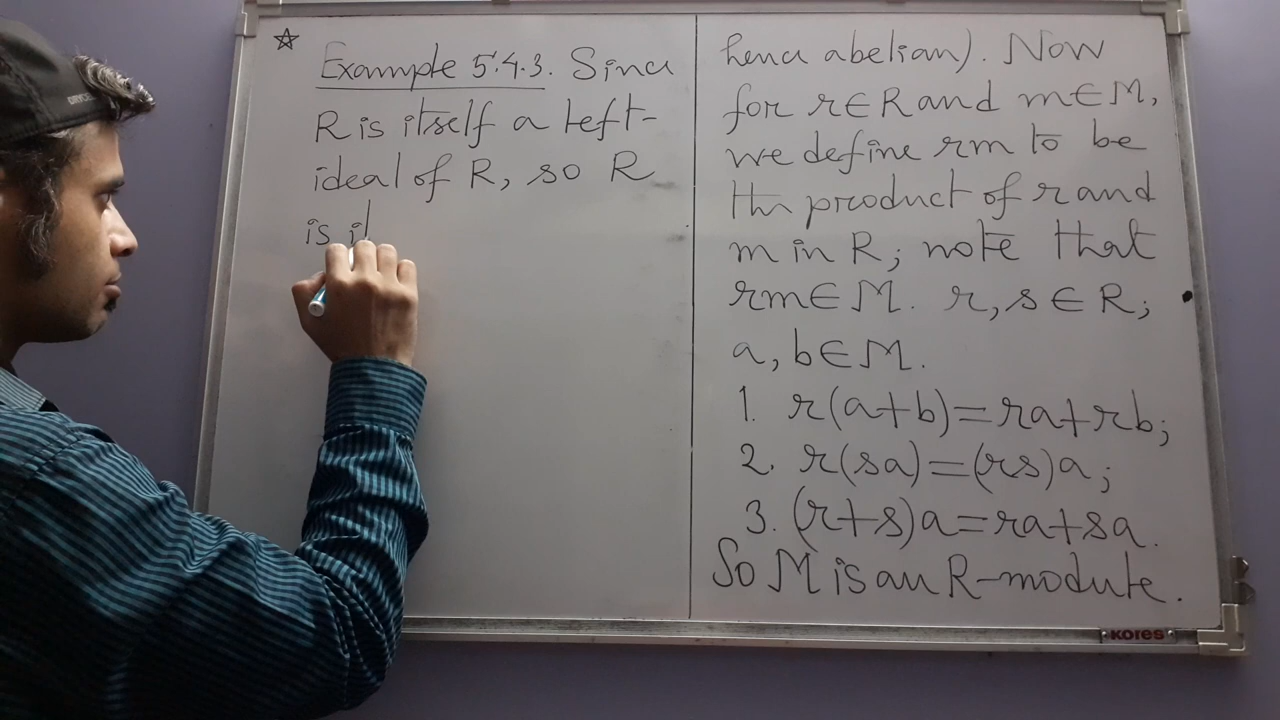 ☆ Example 5.4.3. Since
R is itself a left-
ideal of R, so R
is it
hence abelian). Now
for r∈R and m∈M,
we define rm to be
the product of r and
m in R; note that
rm∈M. r, s∈R;
a, b∈M.
1. r(a+b)=ra+rb;
2. r(sa)=(rs)a;
3. (r+s)a=ra+sa.
So M is an R-module.
KORES